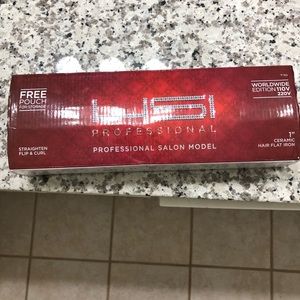 FREE
POUCH
FOR STORAGE
HSI
PROFESSIONAL
PROFESSIONAL SALON MODEL
STRAIGHTEN
FLIP & CURL
WORLDWIDE
EDITION 110V
220V
1"
CERAMIC
HAIR FLAT IRON